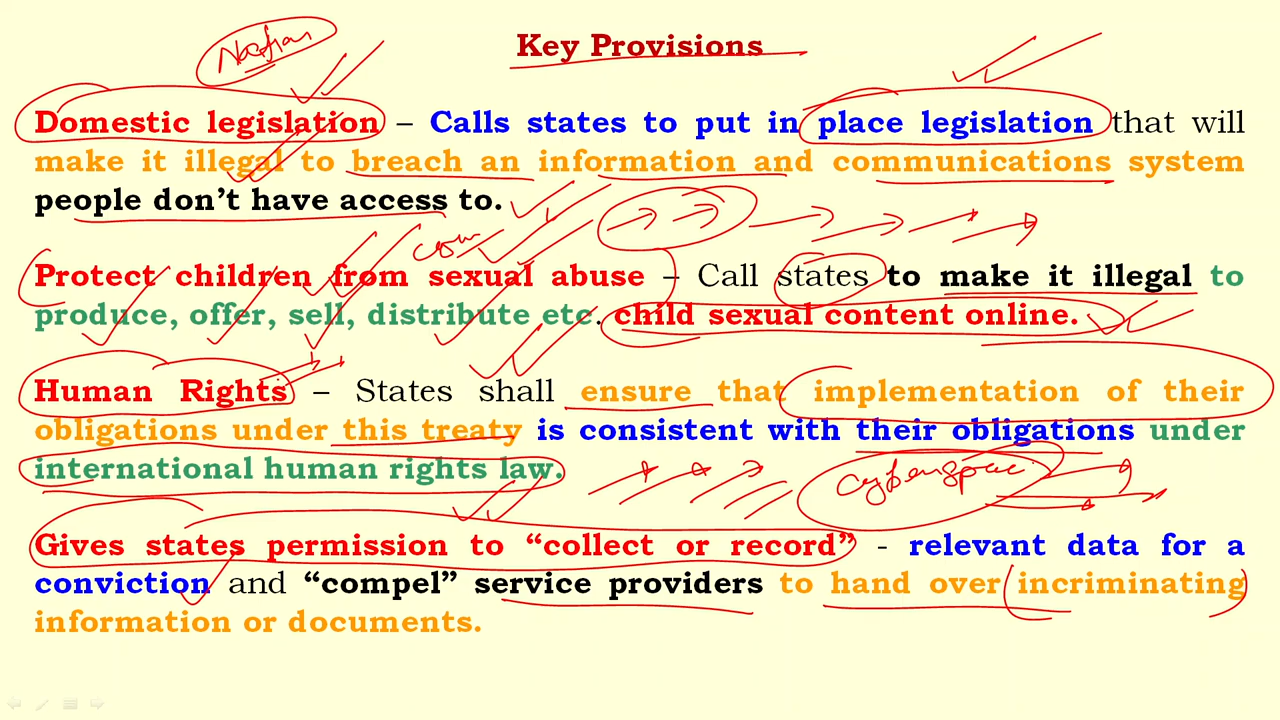 Key Provisions
Domestic legislation – Calls states to put in place legislation that will
make it illegal to breach an information and communications system
people don't have access to.
Protect children from sexual abuse – Call states to make it illegal to
produce, offer, sell, distribute etc. child sexual content online.
Human Rights – States shall ensure that implementation of their
obligations under this treaty is consistent with their obligations under
international human rights law.
Cyberspace
Gives states permission to “collect or record” - relevant data for a
conviction and “compel” service providers to hand over incriminating
information or documents.